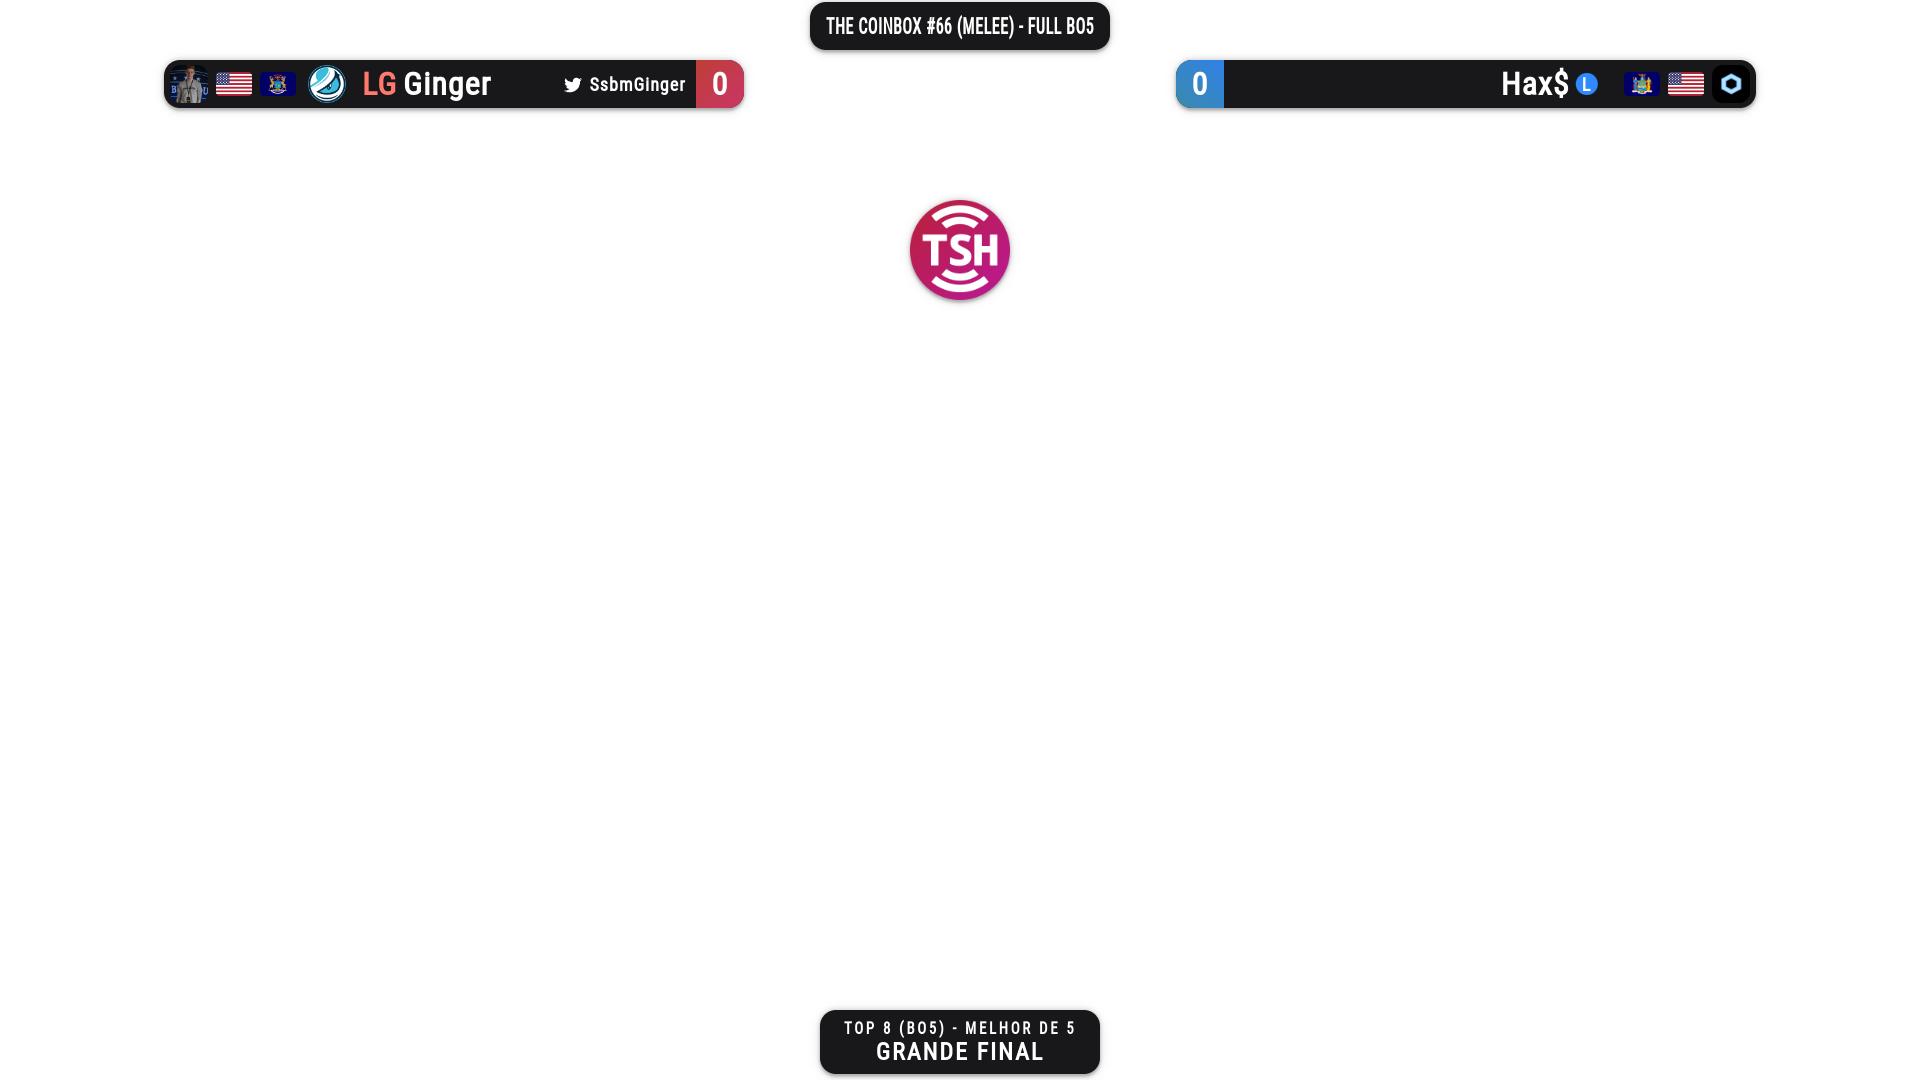 THE COINBOX #66 (MELEE) - FULL BO5
LG Ginger SsbmGinger 0
0 Hax$ L
TSH
TOP 8 (BO5) - MELHOR DE 5
GRANDE FINAL